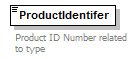 ProductIdentifer
Product ID Number related
to type